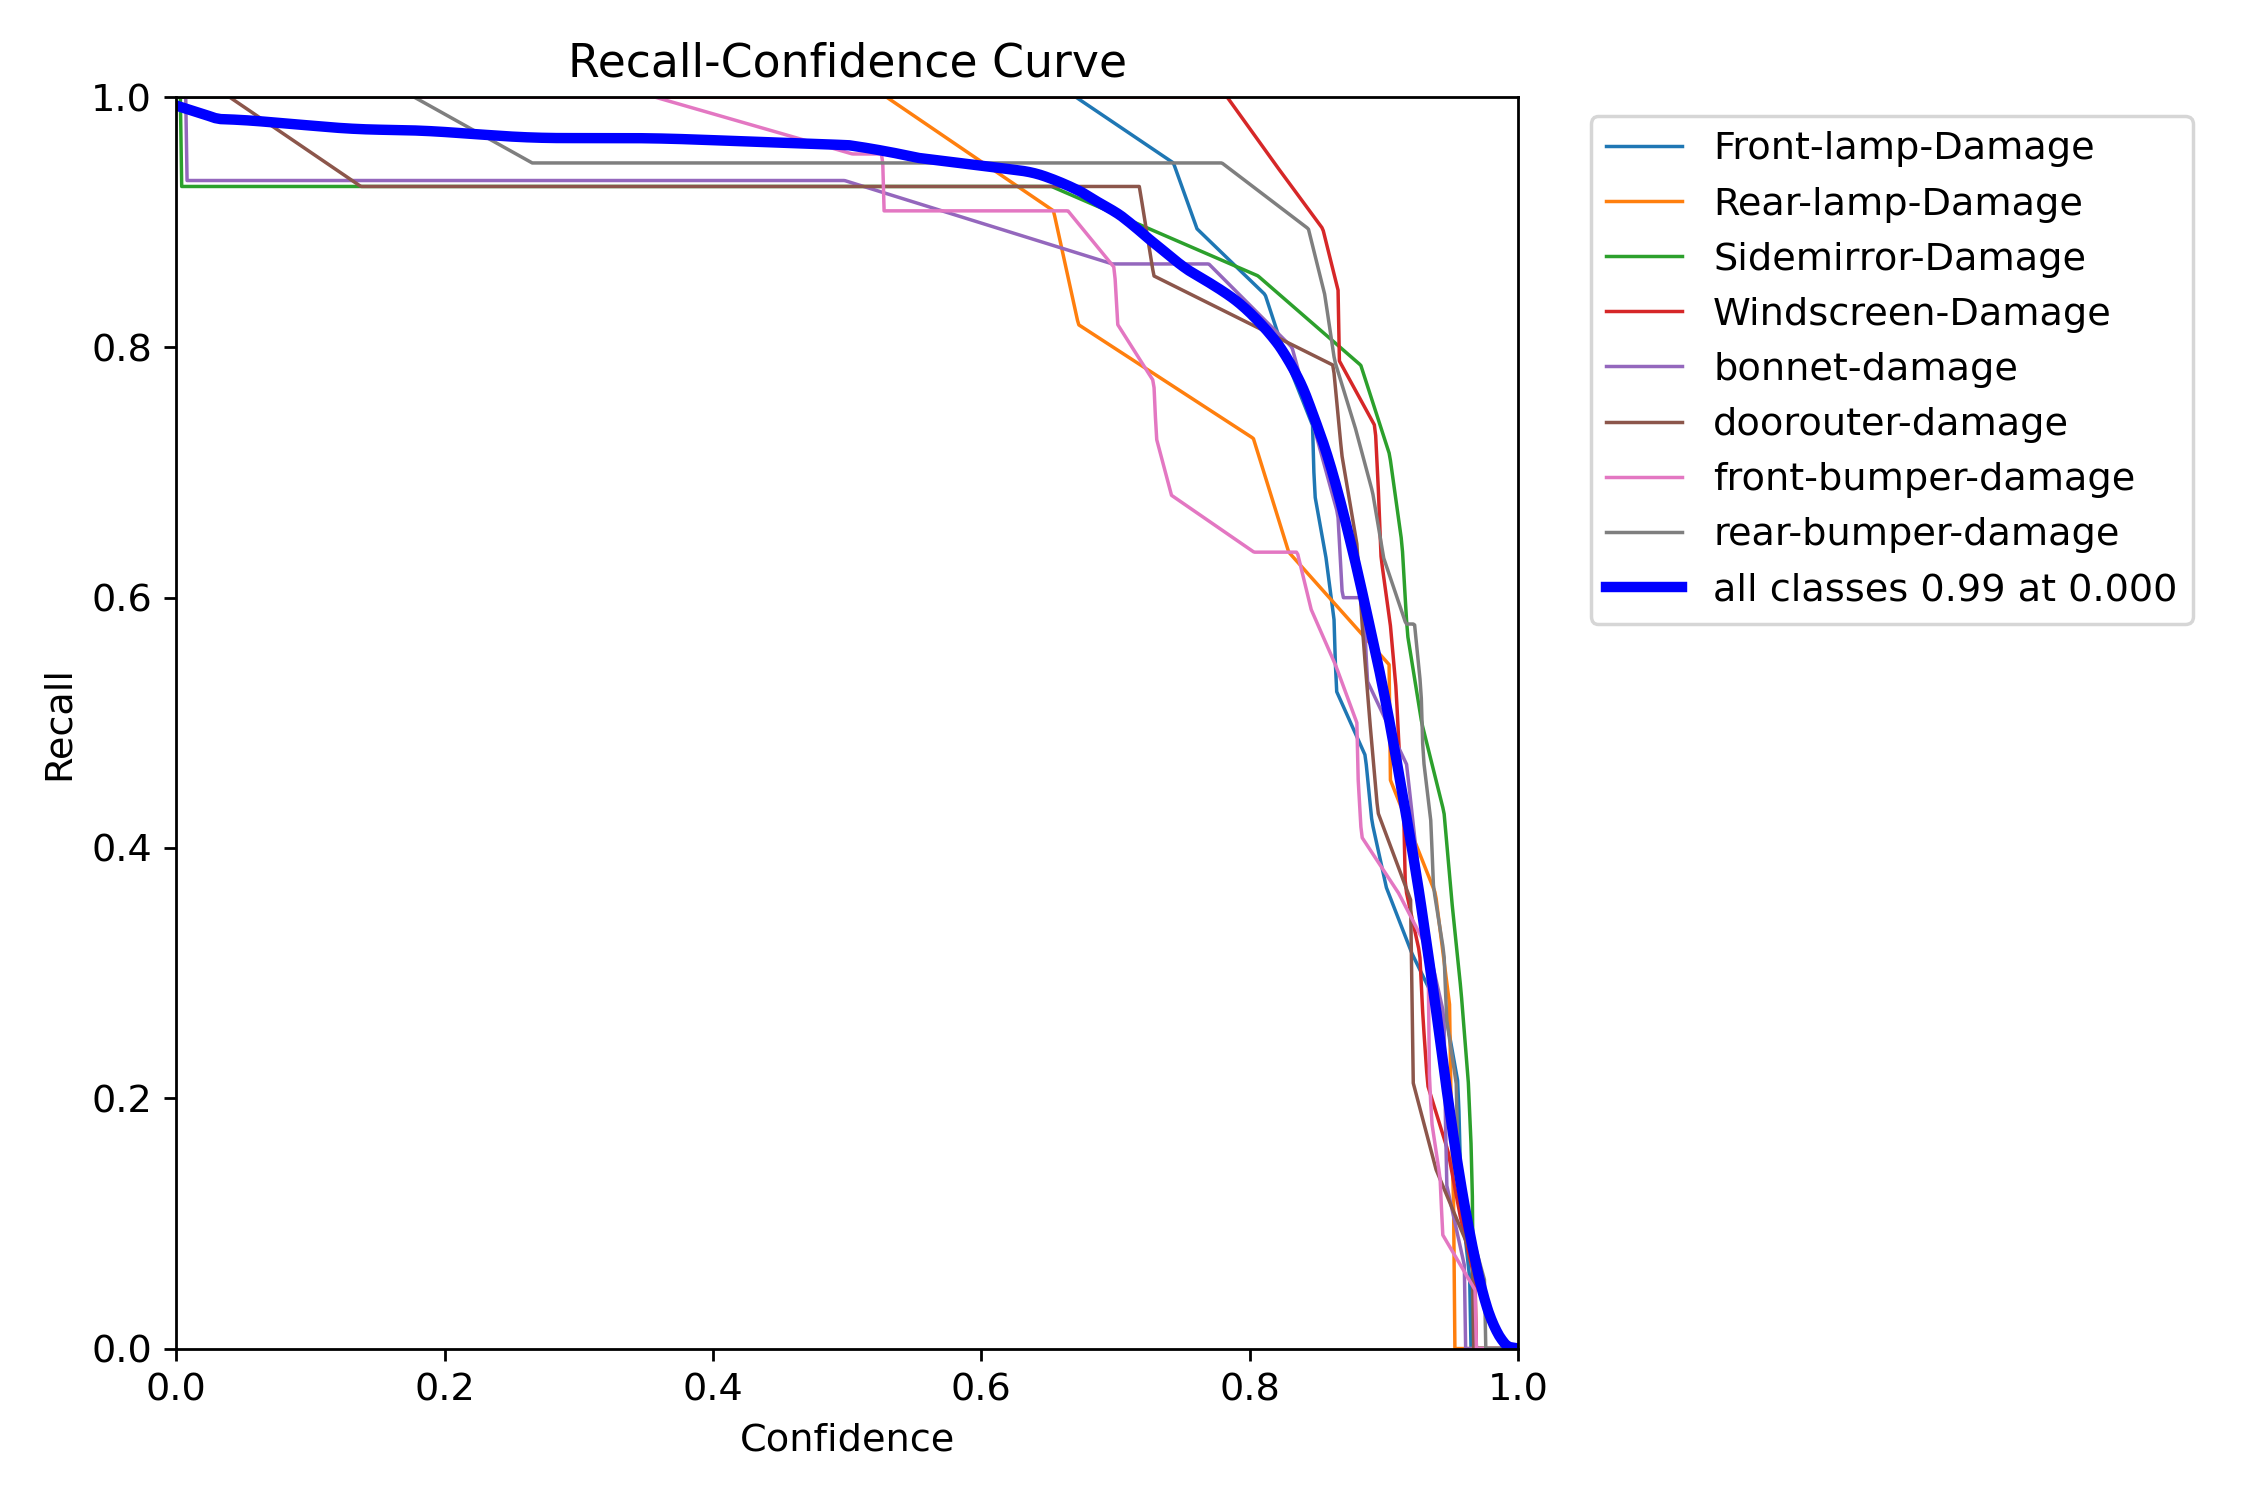 Recall-Confidence Curve
1.0
0.8
0.6
0.4
0.2
0.0
Recall
0.0 0.2 0.4 0.6 0.8 1.0
Confidence
Front-lamp-Damage
Rear-lamp-Damage
Sidemirror-Damage
Windscreen-Damage
bonnet-damage
doorouter-damage
front-bumper-damage
rear-bumper-damage
all classes 0.99 at 0.000